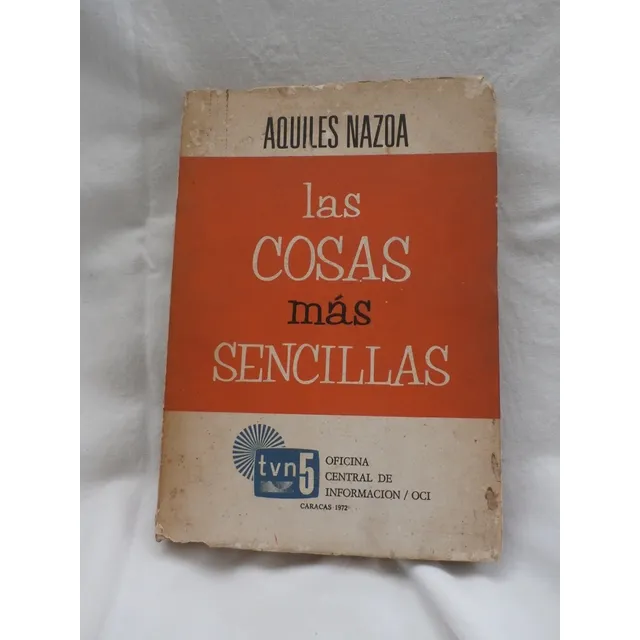 AQUILES NAZOA
las
COSAS
más
SENCILLAS
tvn5
OFICINA
CENTRAL DE
INFORMACION / OCI
CARACAS 1972